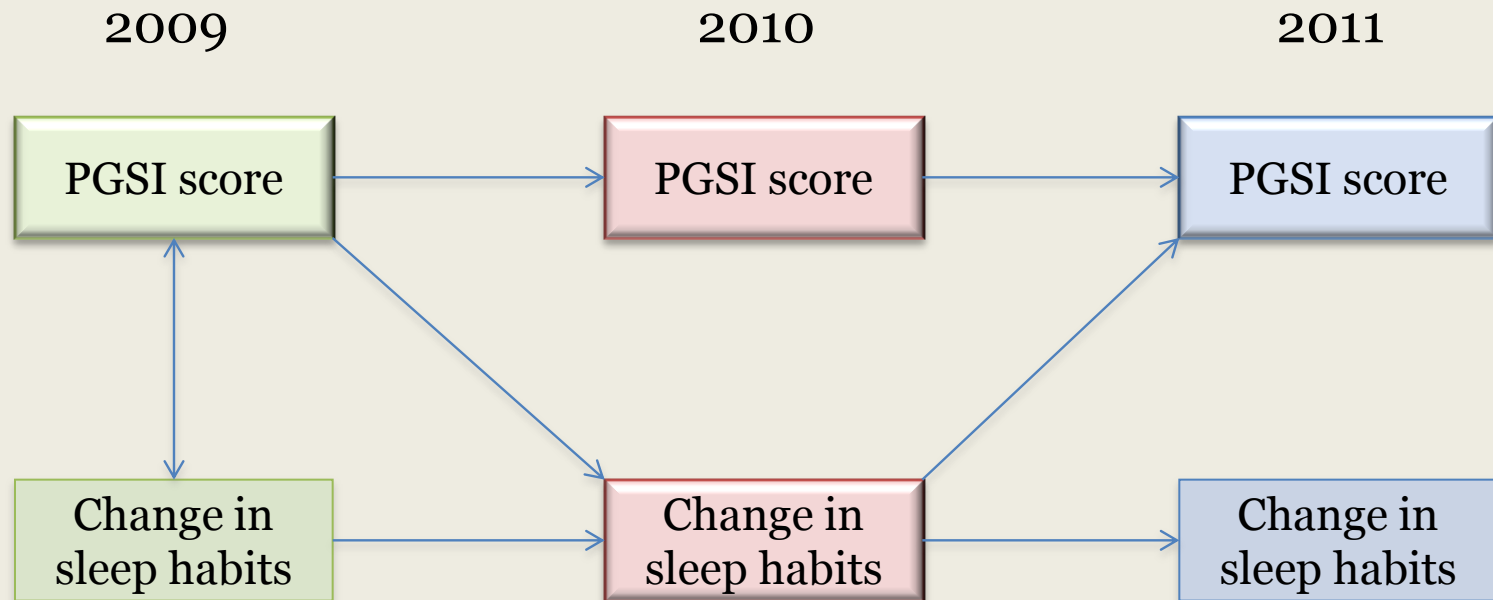 2009 2010 2011
PGSI score PGSI score PGSI score
Change in Change in Change in
sleep habits sleep habits sleep habits